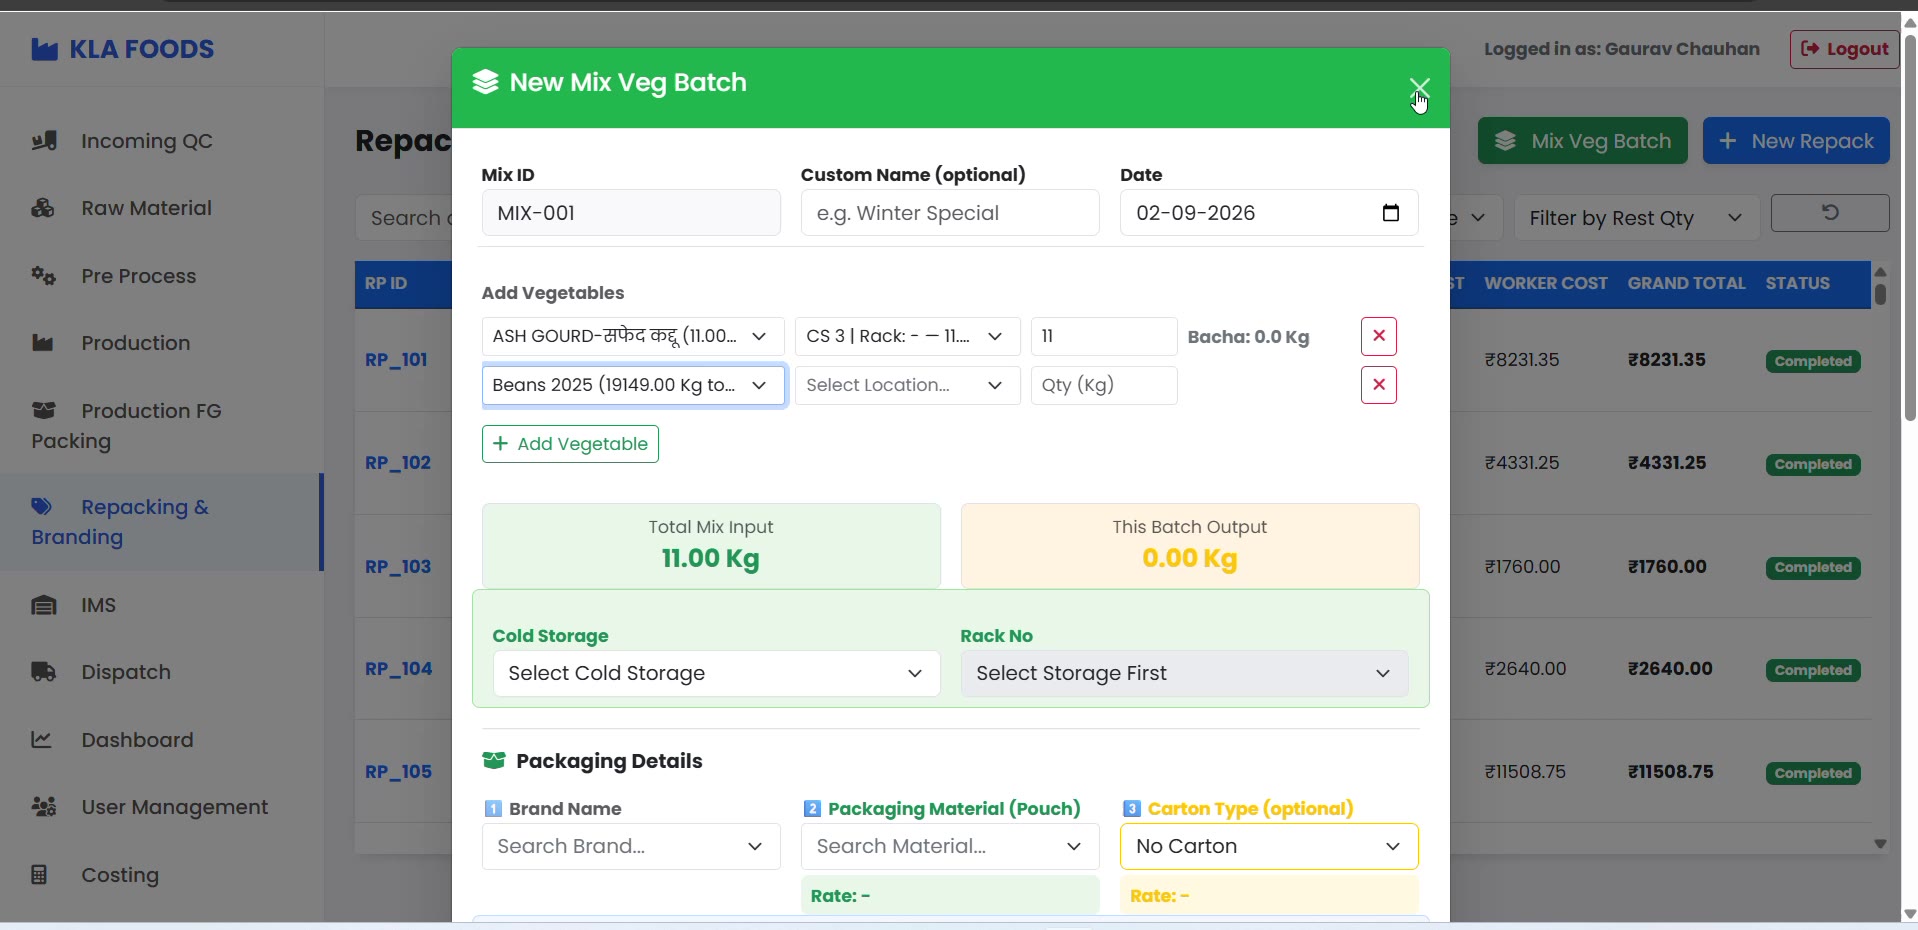 KLA FOODS
Logged in as: Gaurav Chauhan
Logout
Incoming QC
Raw Material
Pre Process
Production
Production FG
Packing
Repacking &
Branding
IMS
Dispatch
Dashboard
User Management
Costing
Repac
Mix Veg Batch
+ New Repack
Search
Filter by Rest Qty
RP ID
WORKER COST GRAND TOTAL STATUS
RP_101 ₹8231.35 ₹8231.35 Completed
RP_102 ₹4331.25 ₹4331.25 Completed
RP_103 ₹1760.00 ₹1760.00 Completed
RP_104 ₹2640.00 ₹2640.00 Completed
RP_105 ₹11508.75 ₹11508.75 Completed
New Mix Veg Batch
Mix ID Custom Name (optional) Date
MIX-001 e.g. Winter Special 02-09-2026
Add Vegetables
ASH GOURD-सफेद कद्दू (11.00... CS 3 | Rack: - — 11.... 11 Bacha: 0.0 Kg
Beans 2025 (19149.00 Kg to... Select Location... Qty (Kg)
+ Add Vegetable
Total Mix Input This Batch Output
11.00 Kg 0.00 Kg
Cold Storage Rack No
Select Cold Storage Select Storage First
Packaging Details
1 Brand Name 2 Packaging Material (Pouch) 3 Carton Type (optional)
Search Brand... Search Material... No Carton
Rate: - Rate: -